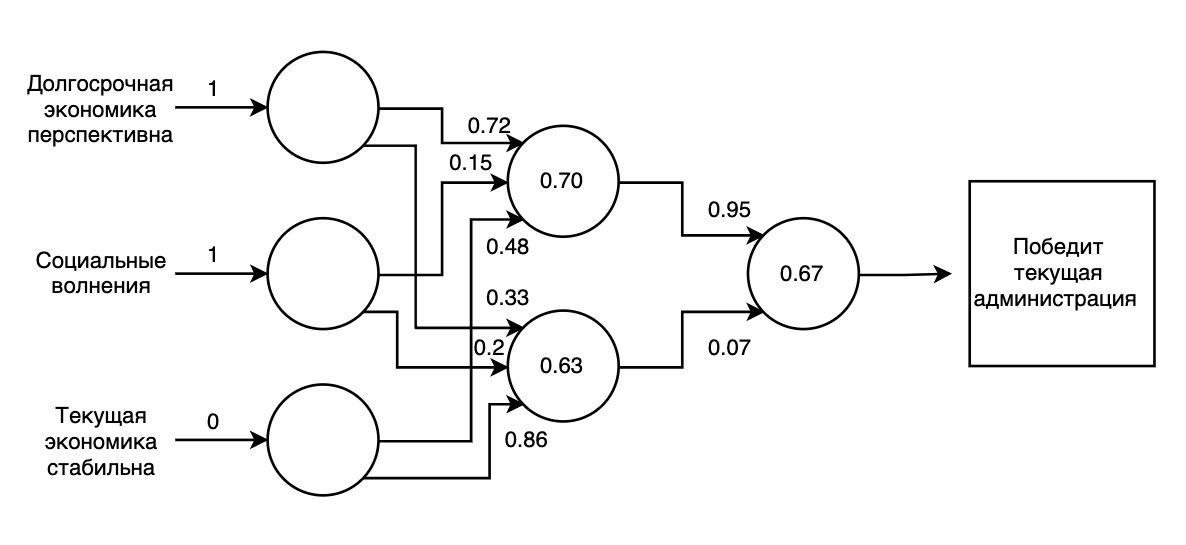 Долгосрочная
экономика
перспективна
1
0.72
0.15
0.70
0.48
0.95
Социальные
волнения
1
0.67
Победит
текущая
администрация
0.33
0.2
0.63
0.07
Текущая
экономика
стабильна
0
0.86